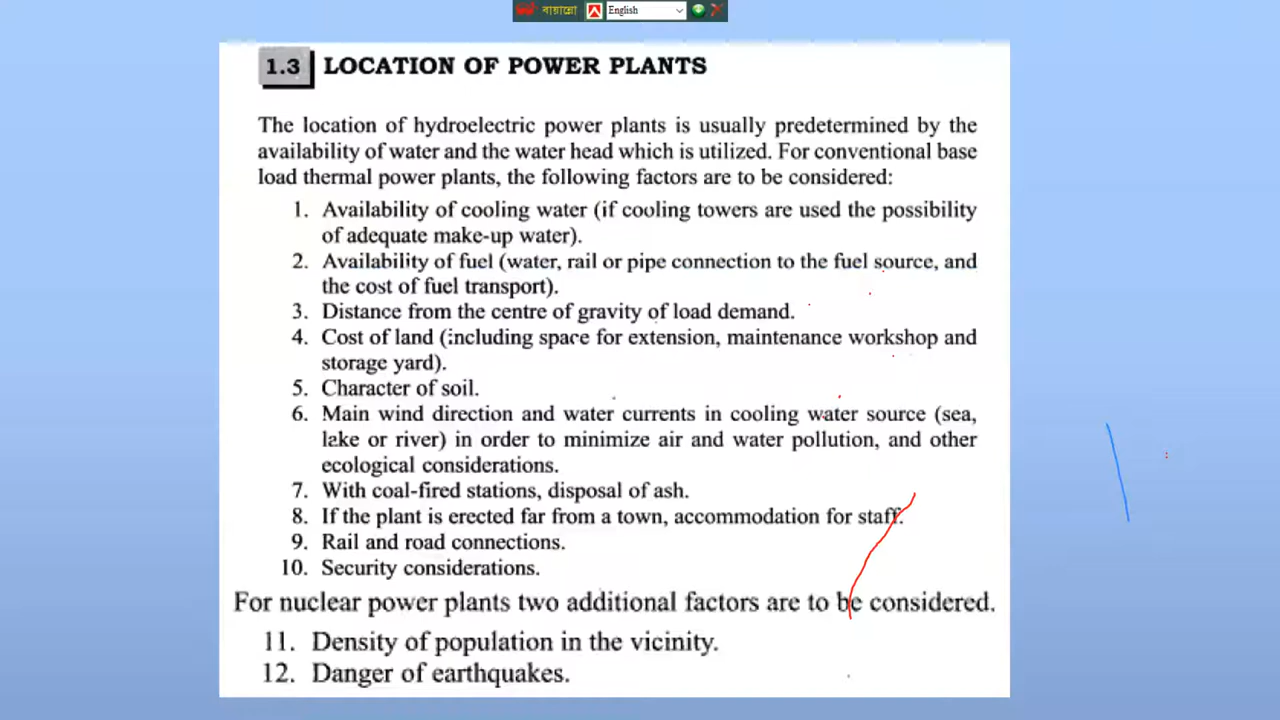 বায়ান্নো English
1.3 LOCATION OF POWER PLANTS
The location of hydroelectric power plants is usually predetermined by the
availability of water and the water head which is utilized. For conventional base
load thermal power plants, the following factors are to be considered:
1. Availability of cooling water (if cooling towers are used the possibility
of adequate make-up water).
2. Availability of fuel (water, rail or pipe connection to the fuel source, and
the cost of fuel transport).
3. Distance from the centre of gravity of load demand.
4. Cost of land (including space for extension, maintenance workshop and
storage yard).
5. Character of soil.
6. Main wind direction and water currents in cooling water source (sea,
lake or river) in order to minimize air and water pollution, and other
ecological considerations.
7. With coal-fired stations, disposal of ash.
8. If the plant is erected far from a town, accommodation for staff.
9. Rail and road connections.
10. Security considerations.
For nuclear power plants two additional factors are to be considered.
11. Density of population in the vicinity.
12. Danger of earthquakes.